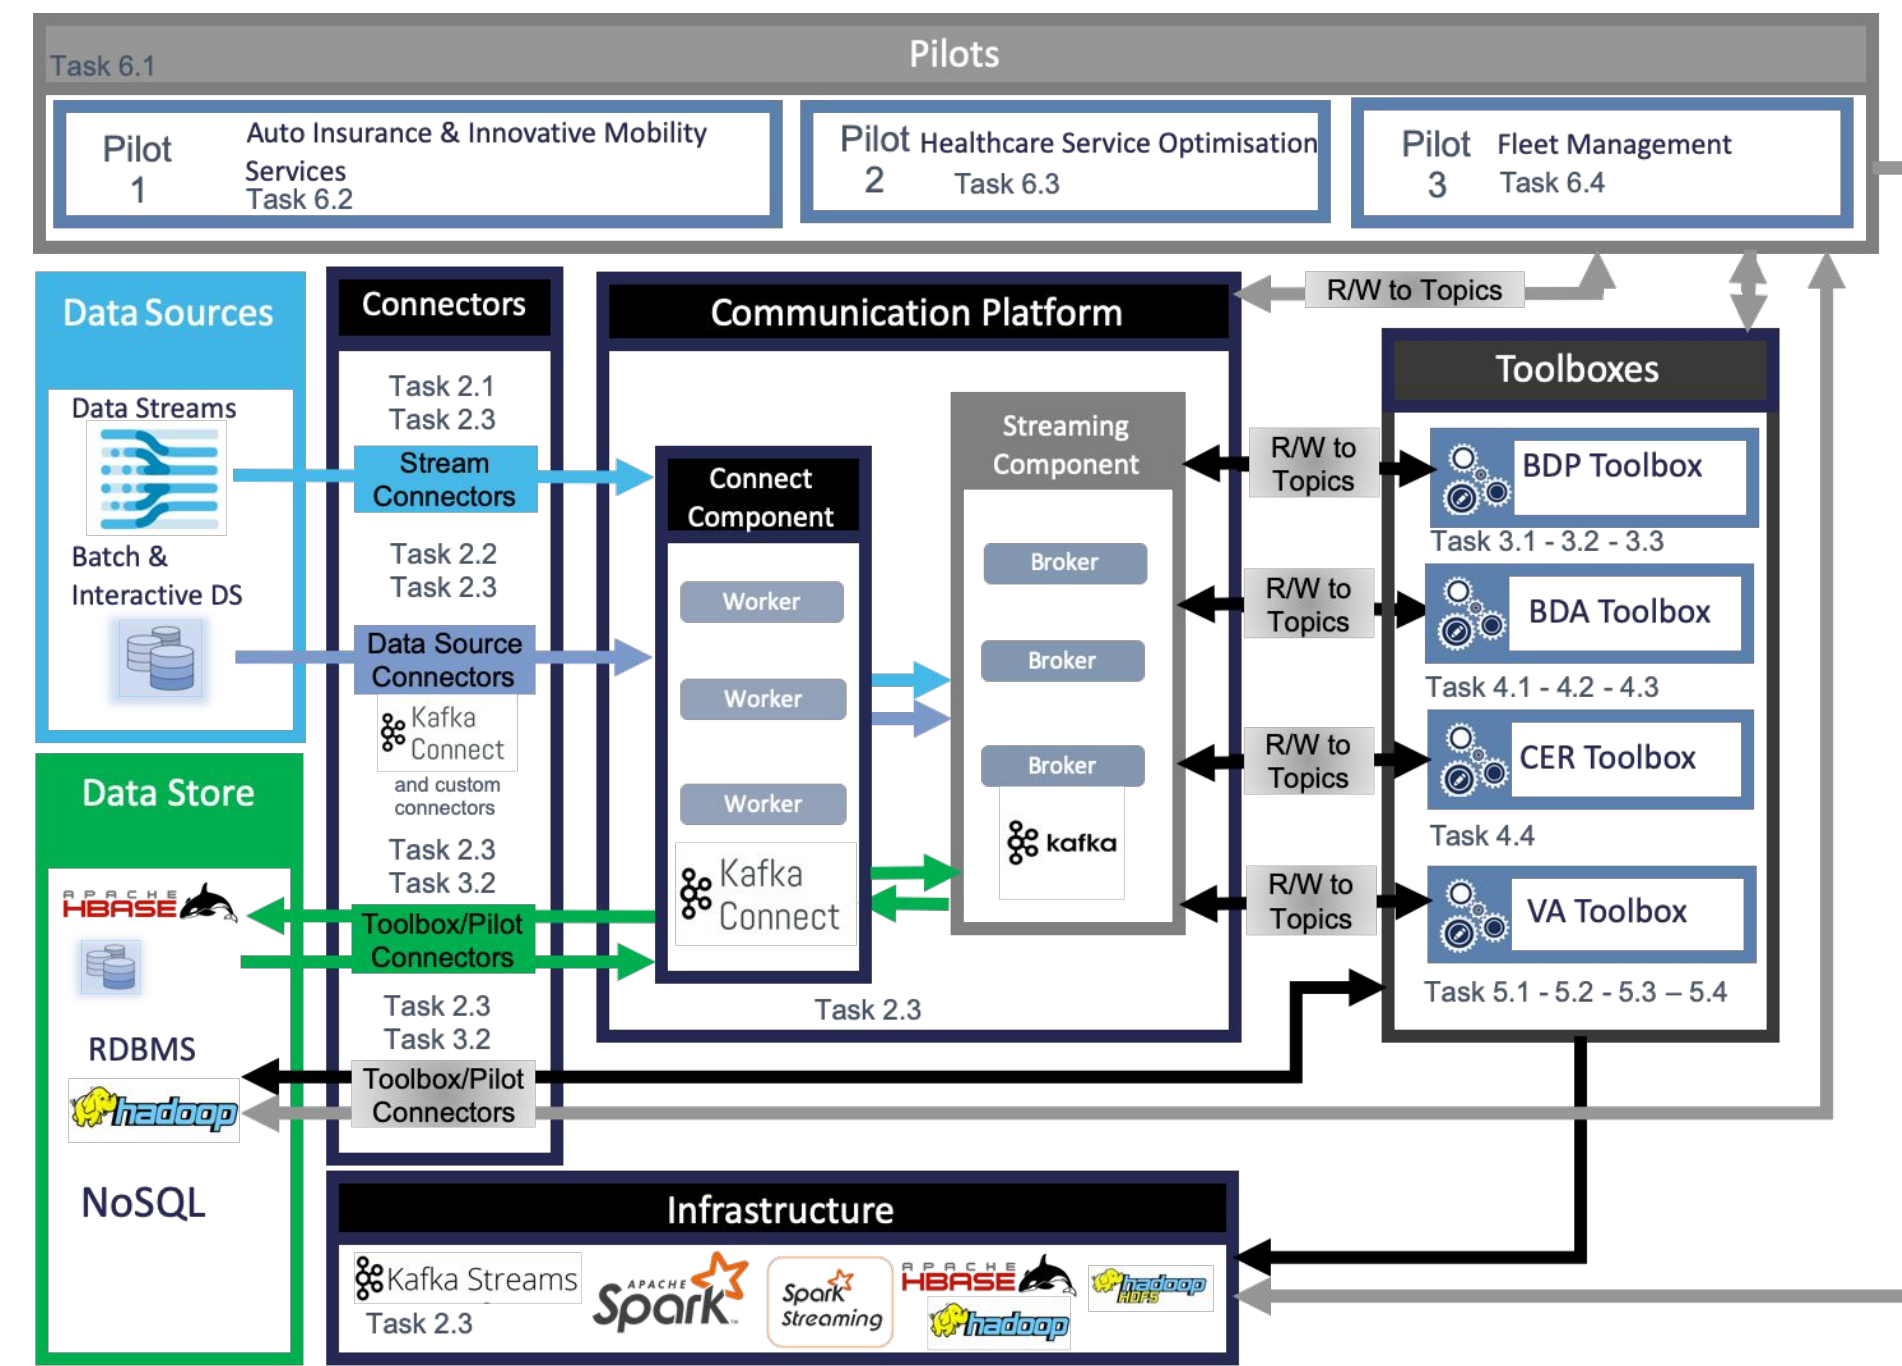 Pilots
Task 6.1
Pilot
1
Auto Insurance & Innovative Mobility
Services
Task 6.2
Pilot
2
Healthcare Service Optimisation
Task 6.3
Pilot
3
Fleet Management
Task 6.4
Data Sources
Data Streams
Batch &
Interactive DS
Data Store
APACHE
HBASE
RDBMS
hadoop
NoSQL
Connectors
Task 2.1
Task 2.3
Stream
Connectors
Task 2.2
Task 2.3
Data Source
Connectors
Kafka
Connect
and custom
connectors
Task 2.3
Task 3.2
Toolbox/Pilot
Connectors
Task 2.3
Task 3.2
Toolbox/Pilot
Connectors
Communication Platform
Connect
Component
Worker
Worker
Worker
Kafka
Connect
Streaming
Component
Broker
Broker
Broker
kafka
Task 2.3
R/W to Topics
R/W to
Topics
R/W to
Topics
R/W to
Topics
R/W to
Topics
Toolboxes
BDP Toolbox
Task 3.1 - 3.2 - 3.3
BDA Toolbox
Task 4.1 - 4.2 - 4.3
CER Toolbox
Task 4.4
VA Toolbox
Task 5.1 - 5.2 - 5.3 – 5.4
Infrastructure
Kafka Streams
Task 2.3
APACHE
Spark
Spark
Streaming
APACHE
HBASE
hadoop
hadoop
HDFS